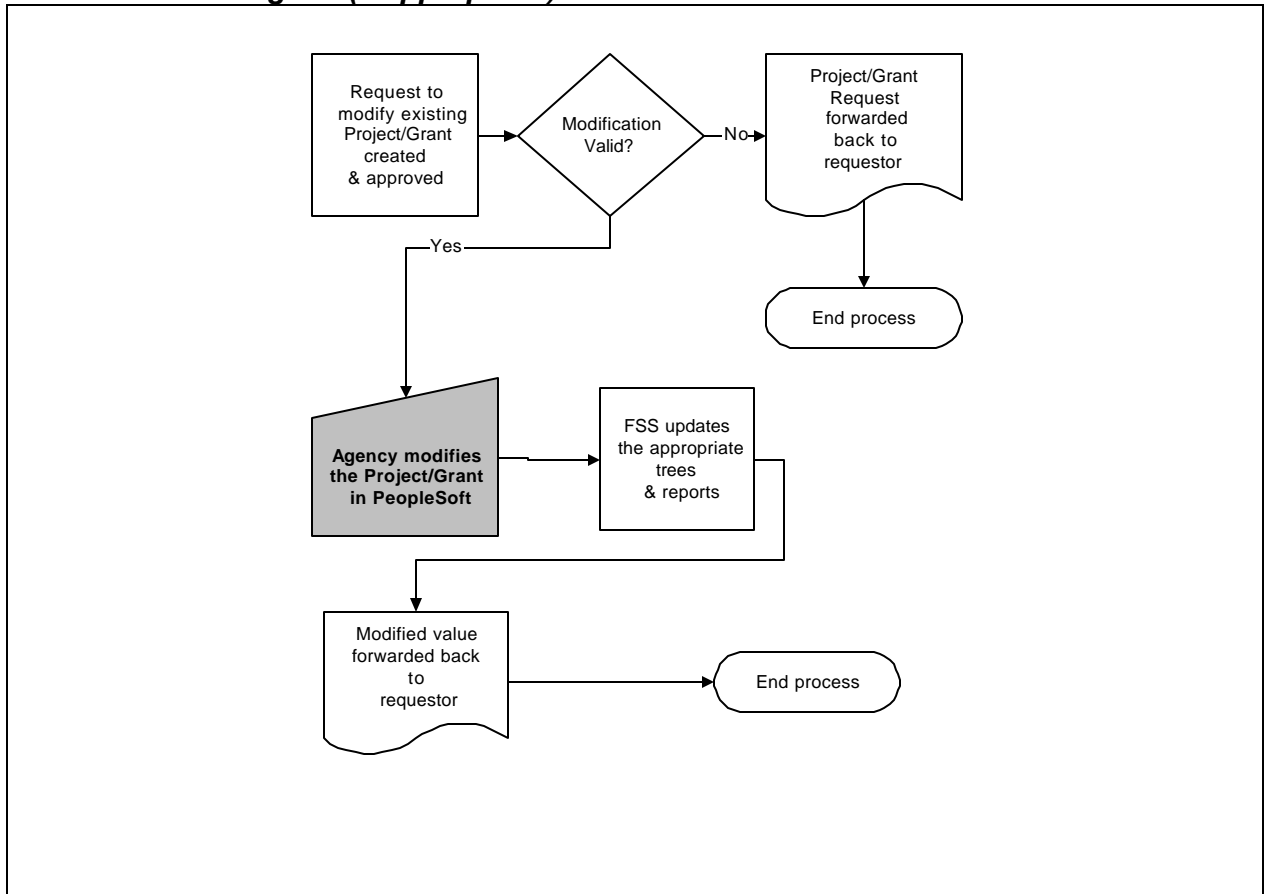 Request to
modify existing
Project/Grant
created
& approved
Modification
Valid?
No
Project/Grant
Request
forwarded
back to
requestor
End process
Yes
Agency modifies
the Project/Grant
in PeopleSoft
FSS updates
the appropriate
trees
& reports
Modified value
forwarded back
to
requestor
End process